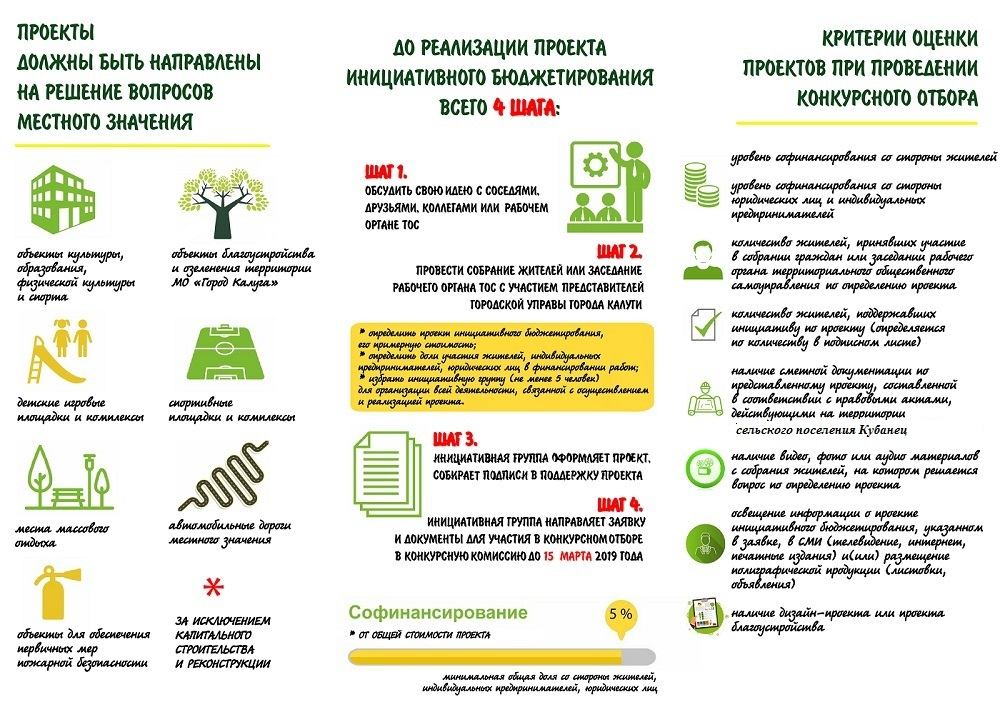 ПРОЕКТЫ
ДОЛЖНЫ БЫТЬ НАПРАВЛЕНЫ
НА РЕШЕНИЕ ВОПРОСОВ
МЕСТНОГО ЗНАЧЕНИЯ
объекты культуры,
образования,
физической культуры
и спорта
объекты благоустройства
и озеленения территории
МО «Город Калуга»
детские игровые
площадки и комплексы
спортивные
площадки и комплексы
места массового
отдыха
автомобильные дороги
местного значения
объекты для обеспечения
первичных мер
пожарной безопасности
*
ЗА ИСКЛЮЧЕНИЕМ
КАПИТАЛЬНОГО
СТРОИТЕЛЬСТВА
И РЕКОНСТРУКЦИИ
ДО РЕАЛИЗАЦИИ ПРОЕКТА
ИНИЦИАТИВНОГО БЮДЖЕТИРОВАНИЯ
ВСЕГО 4 ШАГА:
ШАГ 1.
ОБСУДИТЬ СВОЮ ИДЕЮ С СОСЕДЯМИ,
ДРУЗЬЯМИ, КОЛЛЕГАМИ ИЛИ РАБОЧЕМ
ОРГАНЕ ТОС
ШАГ 2.
ПРОВЕСТИ СОБРАНИЕ ЖИТЕЛЕЙ ИЛИ ЗАСЕДАНИЕ
РАБОЧЕГО ОРГАНА ТОС С УЧАСТИЕМ ПРЕДСТАВИТЕЛЕЙ
ГОРОДСКОЙ УПРАВЫ ГОРОДА КАЛУГИ
* определить проект инициативного бюджетирования,
его примерную стоимость;
* определить доли участия жителей, индивидуальных
предпринимателей, юридических лиц в финансировании работ;
* избрать инициативную группу (не менее 5 человек)
для организации всей деятельности, связанной с осуществлением
и реализацией проекта.
ШАГ 3.
ИНИЦИАТИВНАЯ ГРУППА ОФОРМЛЯЕТ ПРОЕКТ,
СОБИРАЕТ ПОДПИСИ В ПОДДЕРЖКУ ПРОЕКТА
ШАГ 4.
ИНИЦИАТИВНАЯ ГРУППА НАПРАВЛЯЕТ ЗАЯВКУ
И ДОКУМЕНТЫ ДЛЯ УЧАСТИЯ В КОНКУРСНОМ ОТБОРЕ
В КОНКУРСНУЮ КОМИССИЮ ДО 15 МАРТА 2019 ГОДА
Софинансирование
5 %
* ОТ ОБЩЕЙ СТОИМОСТИ ПРОЕКТА
минимальная общая доля со стороны жителей,
индивидуальных предпринимателей, юридических лиц
КРИТЕРИИ ОЦЕНКИ
ПРОЕКТОВ ПРИ ПРОВЕДЕНИИ
КОНКУРСНОГО ОТБОРА
уровень софинансирования со стороны жителей
уровень софинансирования со стороны
юридических лиц и индивидуальных
предпринимателей
количество жителей, принявших участие
в собрании граждан или заседании рабочего
органа территориального общественного
самоуправления по определению проекта
количество жителей, поддержавших
инициативу по проекту (определяется
по количеству в подписном листе)
наличие сметной документации по
представленному проекту, составленной
в соответствии с правовыми актами,
действующими на территории
сельского поселения Кубанец
наличие видео, фото или аудио материалов
с собрания жителей, на котором решается
вопрос по определению проекта
освещение информации о проекте
инициативного бюджетирования, указанном
в заявке, в СМИ (телевидение, интернет,
печатные издания) и(или) размещение
полиграфической продукции (листовки,
объявления)
наличие дизайн-проекта или проекта
благоустройства